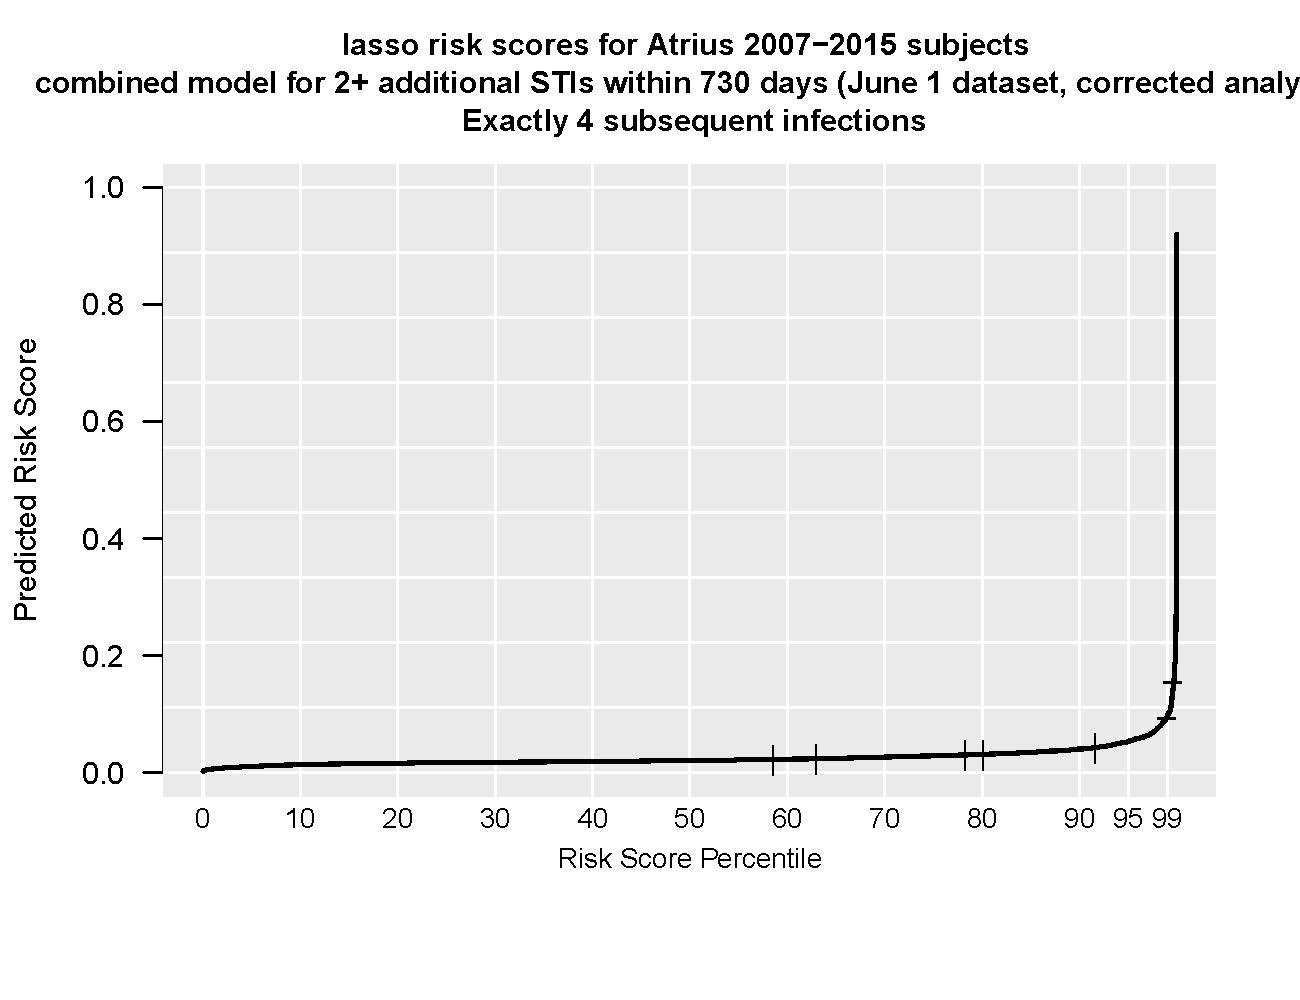 lasso risk scores for Atrius 2007−2015 subjects
combined model for 2+ additional STIs within 730 days (June 1 dataset, corrected analy
Exactly 4 subsequent infections
1.0
0.8
0.6
0.4
0.2
0.0
Predicted Risk Score
0 10 20 30 40 50 60 70 80 90 95 99
Risk Score Percentile